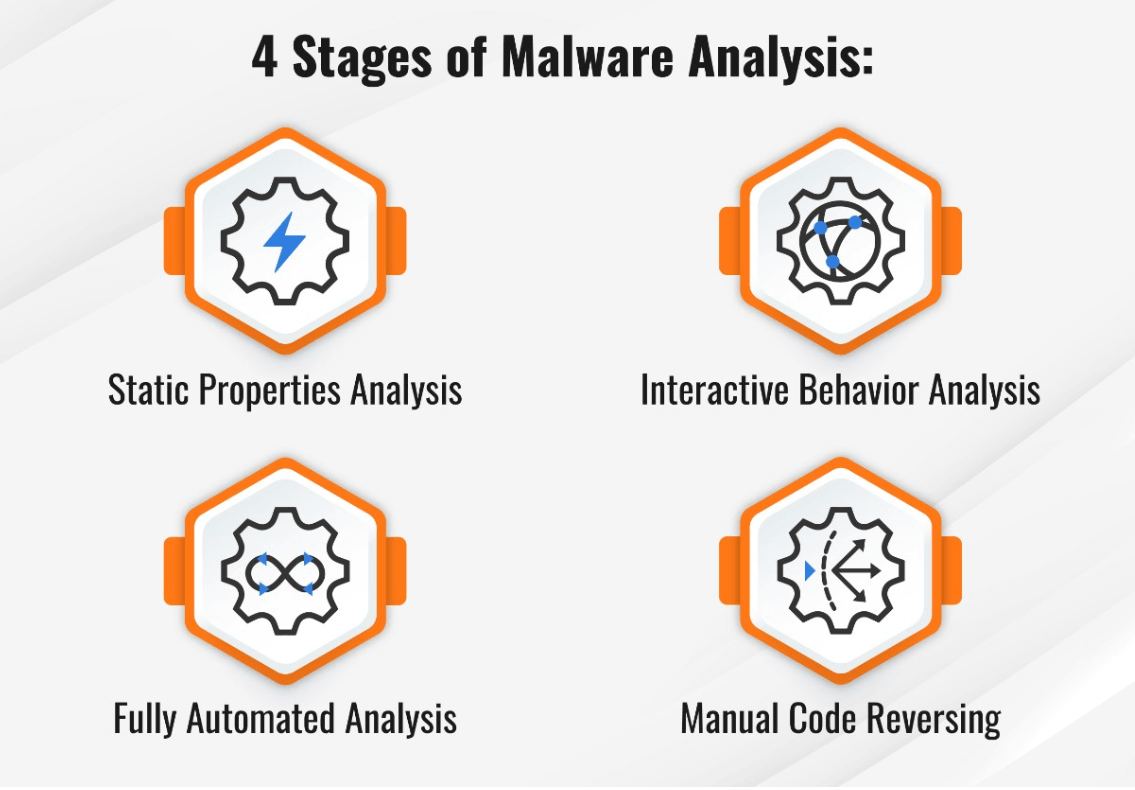 4 Stages of Malware Analysis:
Static Properties Analysis
Interactive Behavior Analysis
Fully Automated Analysis
Manual Code Reversing